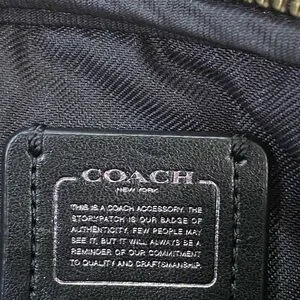 COACH
NEW YORK
THIS IS A COACH ACCESSORY. THE
STORYPATCH IS OUR BADGE OF
AUTHENTICITY. FEW PEOPLE MAY
SEE IT, BUT IT WILL ALWAYS BE A
REMINDER OF OUR COMMITMENT
TO QUALITY AND CRAFTSMANSHIP.